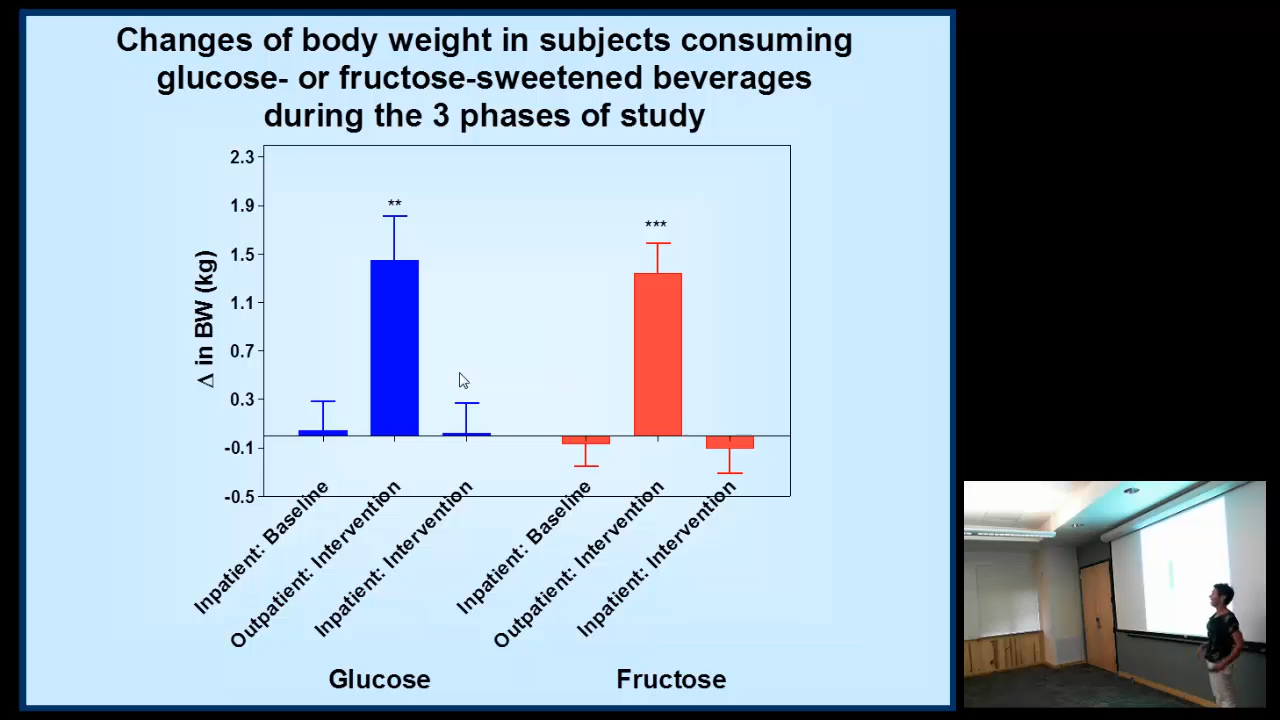 Changes of body weight in subjects consuming
glucose- or fructose-sweetened beverages
during the 3 phases of study
2.3
1.9
1.5
1.1
0.7
0.3
-0.1
-0.5
Δ in BW (kg)
**
***
Inpatient: Baseline
Outpatient: Intervention
Inpatient: Intervention
Inpatient: Baseline
Outpatient: Intervention
Inpatient: Intervention
Glucose
Fructose